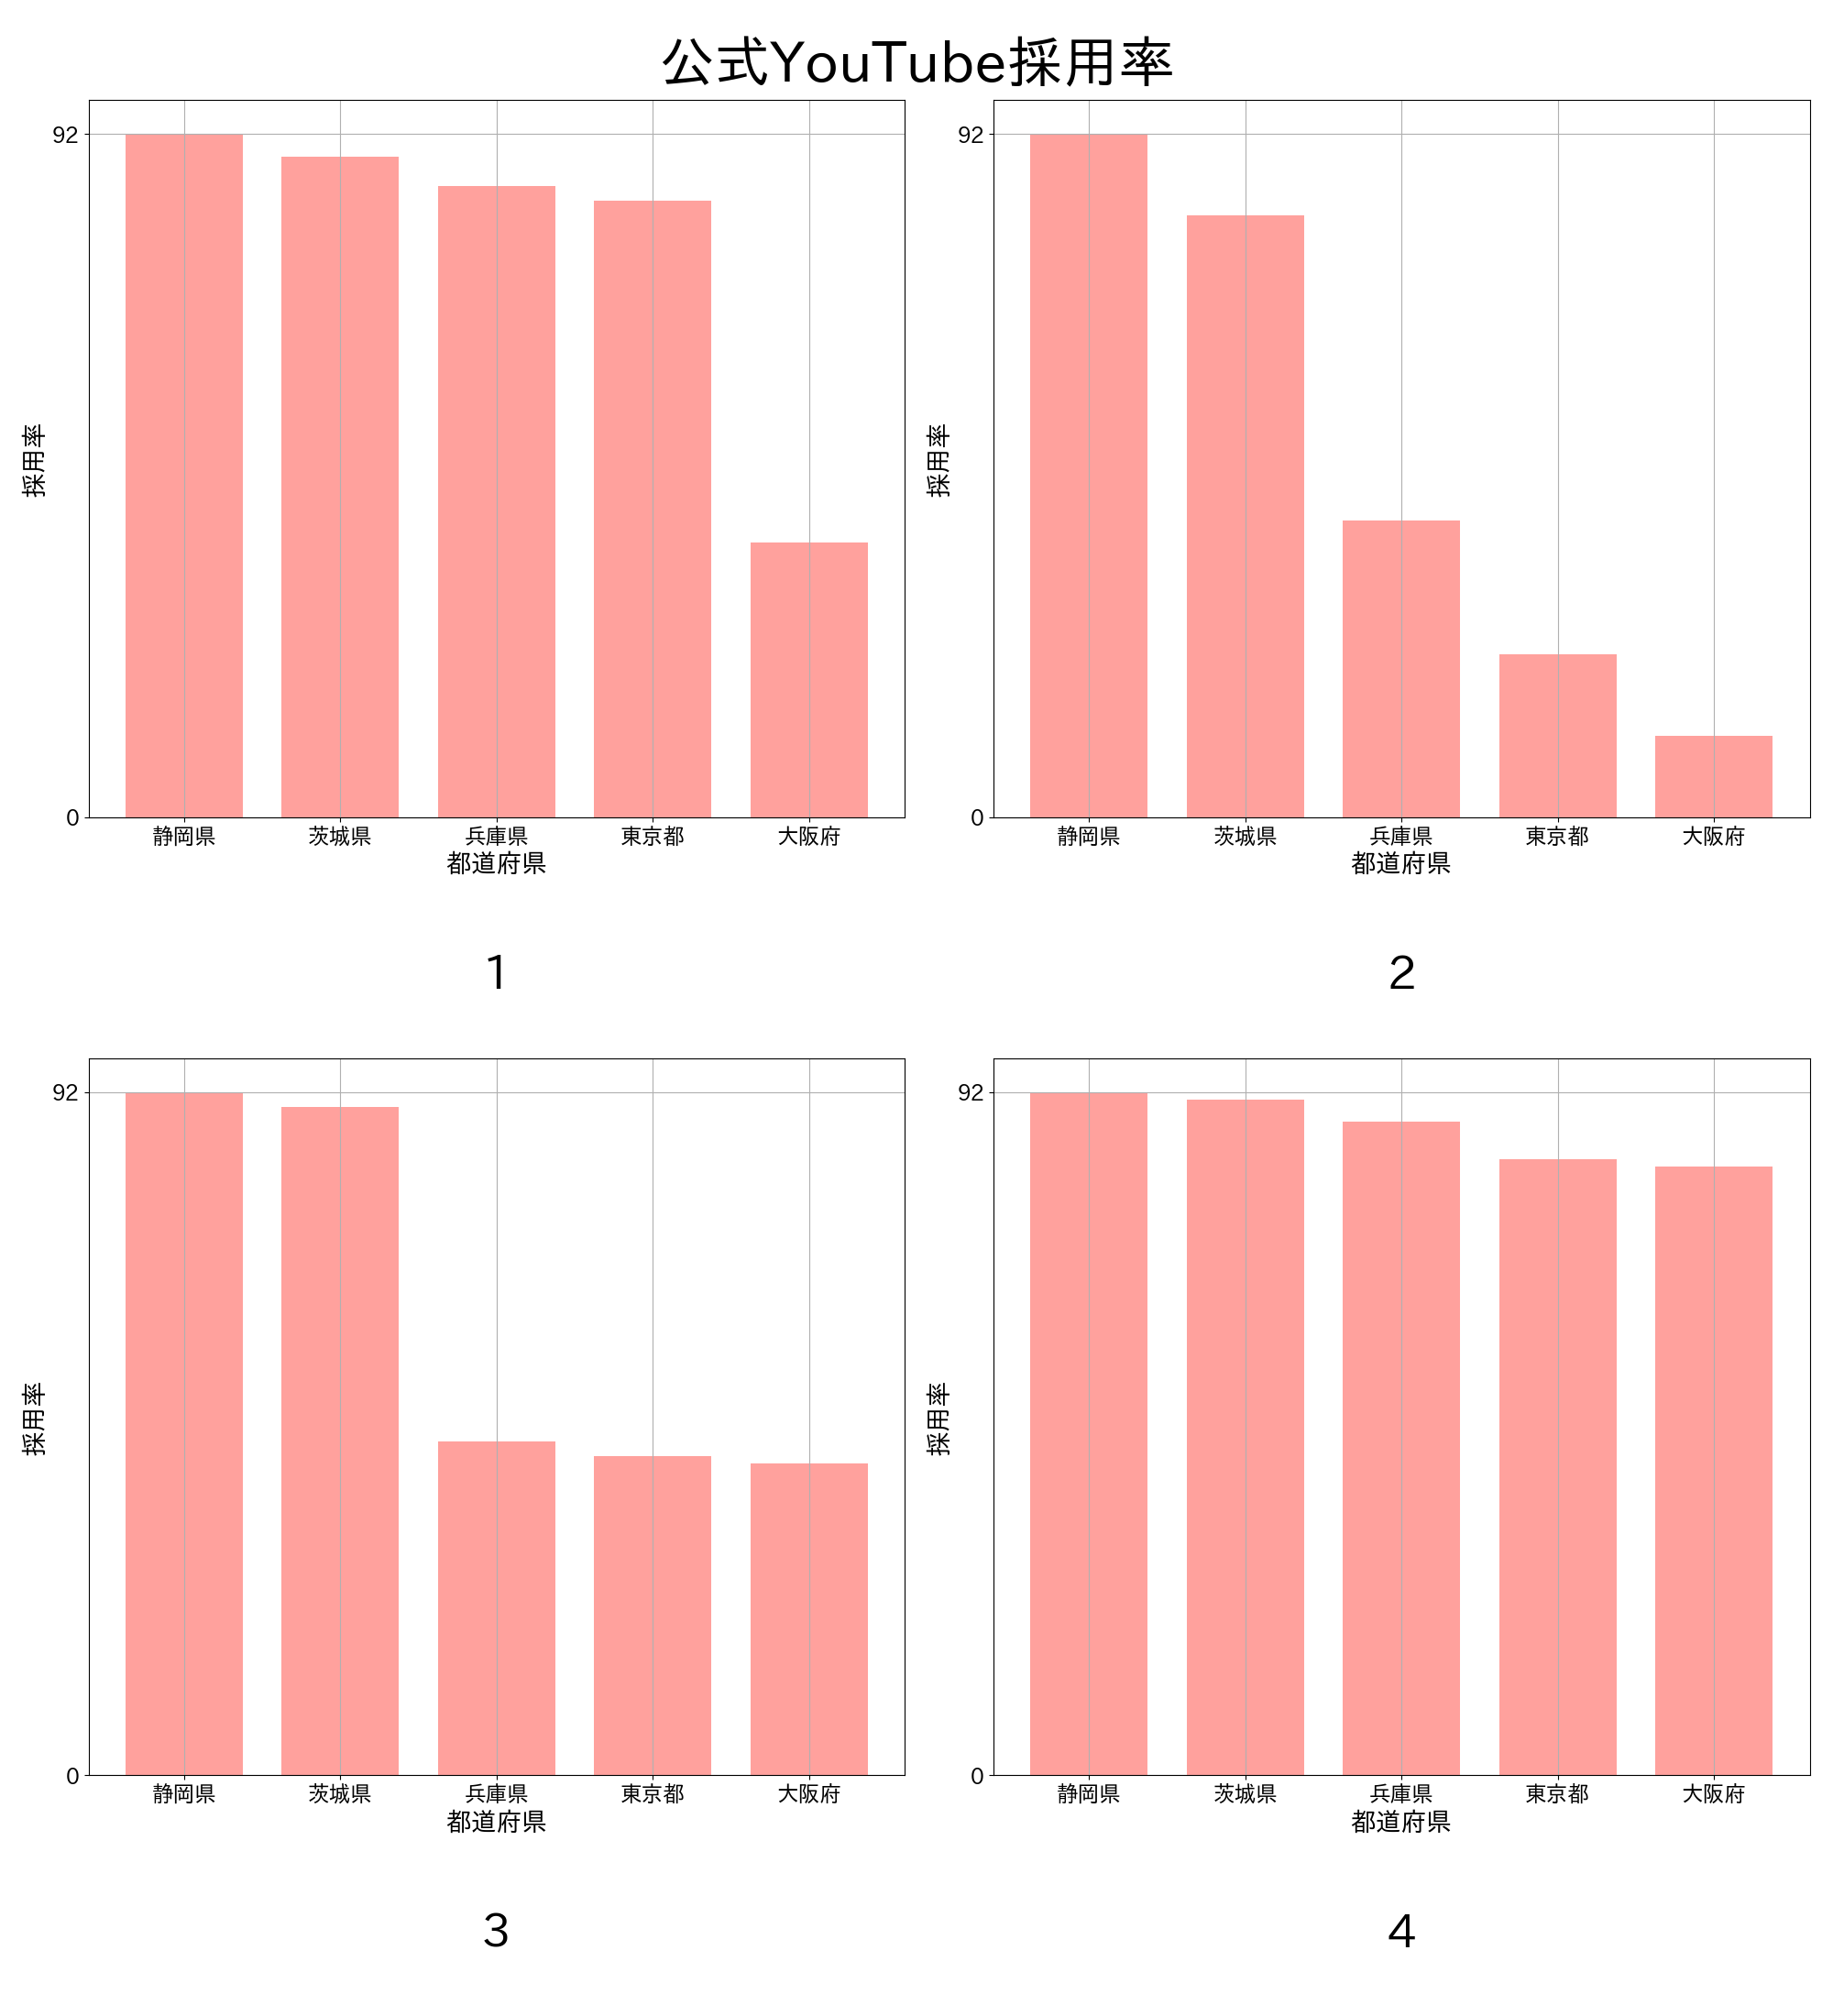 公式YouTube採用率
92
採用率
0
静岡県 茨城県 兵庫県 東京都 大阪府
都道府県
1
92
採用率
0
静岡県 茨城県 兵庫県 東京都 大阪府
都道府県
2
92
採用率
0
静岡県 茨城県 兵庫県 東京都 大阪府
都道府県
3
92
採用率
0
静岡県 茨城県 兵庫県 東京都 大阪府
都道府県
4